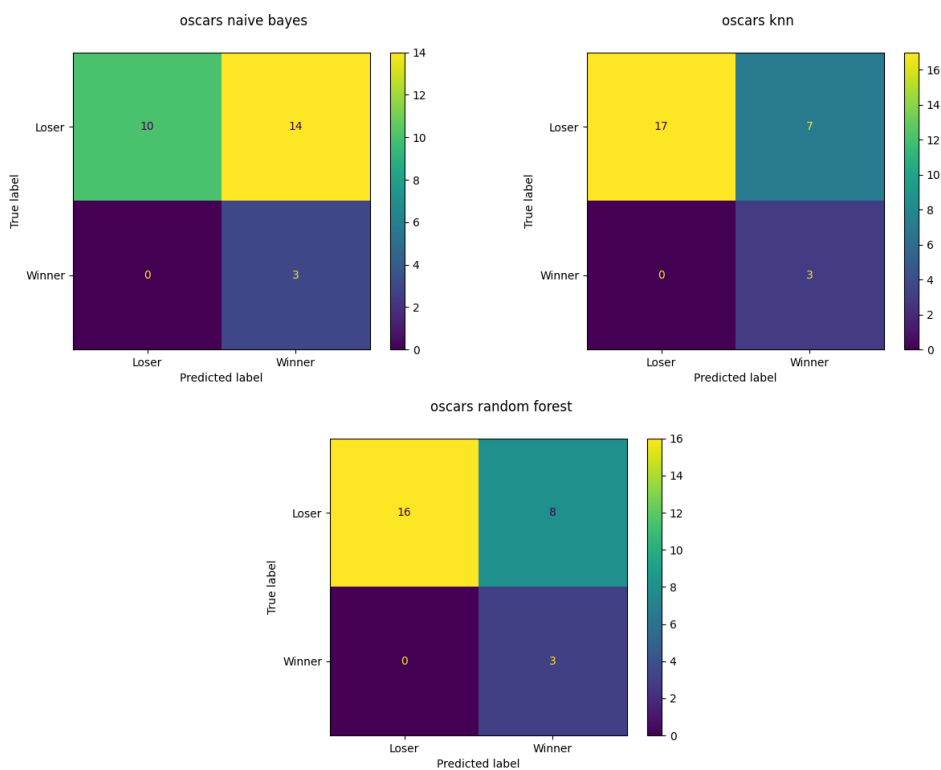 oscars naive bayes
14
12
10
8
6
4
2
0
Loser
Winner
10
14
0
3
Loser
Winner
True label
Predicted label
oscars knn
16
14
12
10
8
6
4
2
0
Loser
Winner
17
7
0
3
Loser
Winner
True label
Predicted label
oscars random forest
16
14
12
10
8
6
4
2
0
Loser
Winner
16
8
0
3
Loser
Winner
True label
Predicted label